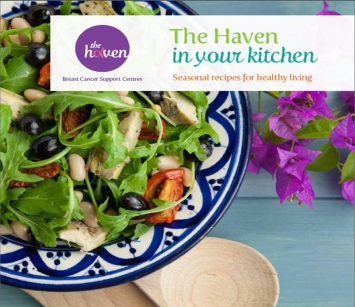 the
haven
Breast Cancer Support Centres
The Haven
in your kitchen
Seasonal recipes for healthy living